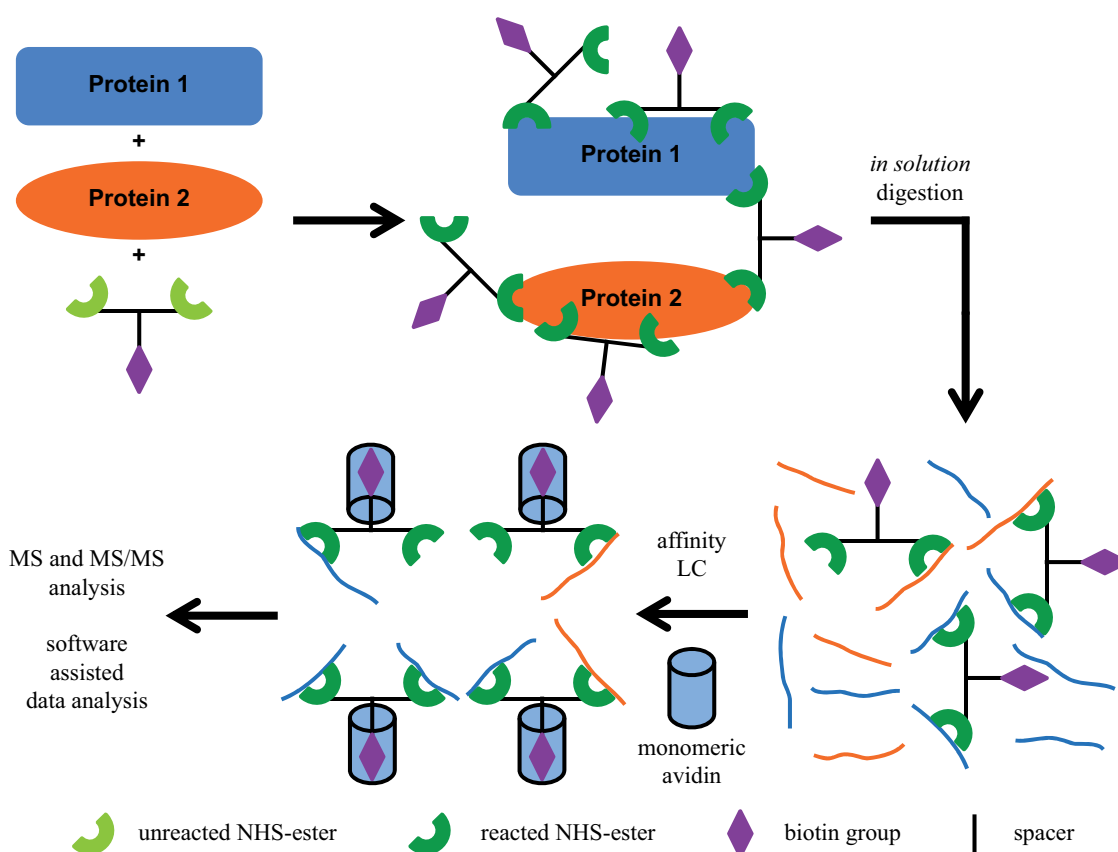 Protein 1
+
Protein 2
+
Protein 1
Protein 2
in solution
digestion
MS and MS/MS
analysis
software
assisted
data analysis
affinity
LC
monomeric
avidin
unreacted NHS-ester
reacted NHS-ester
biotin group
spacer